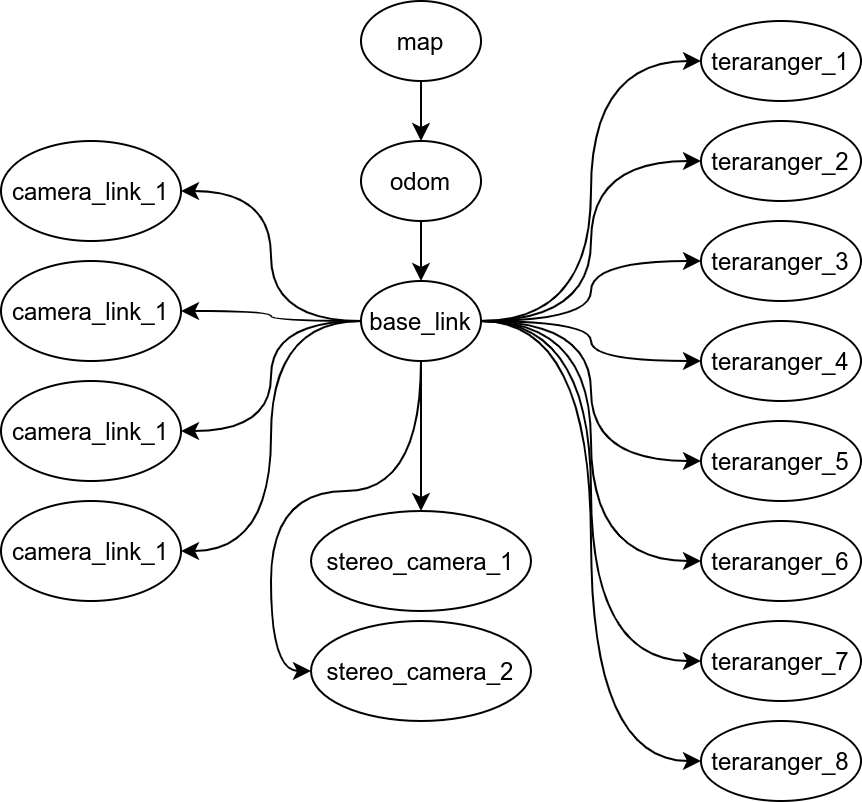 map
odom
base_link
camera_link_1
camera_link_1
camera_link_1
camera_link_1
stereo_camera_1
stereo_camera_2
teraranger_1
teraranger_2
teraranger_3
teraranger_4
teraranger_5
teraranger_6
teraranger_7
teraranger_8